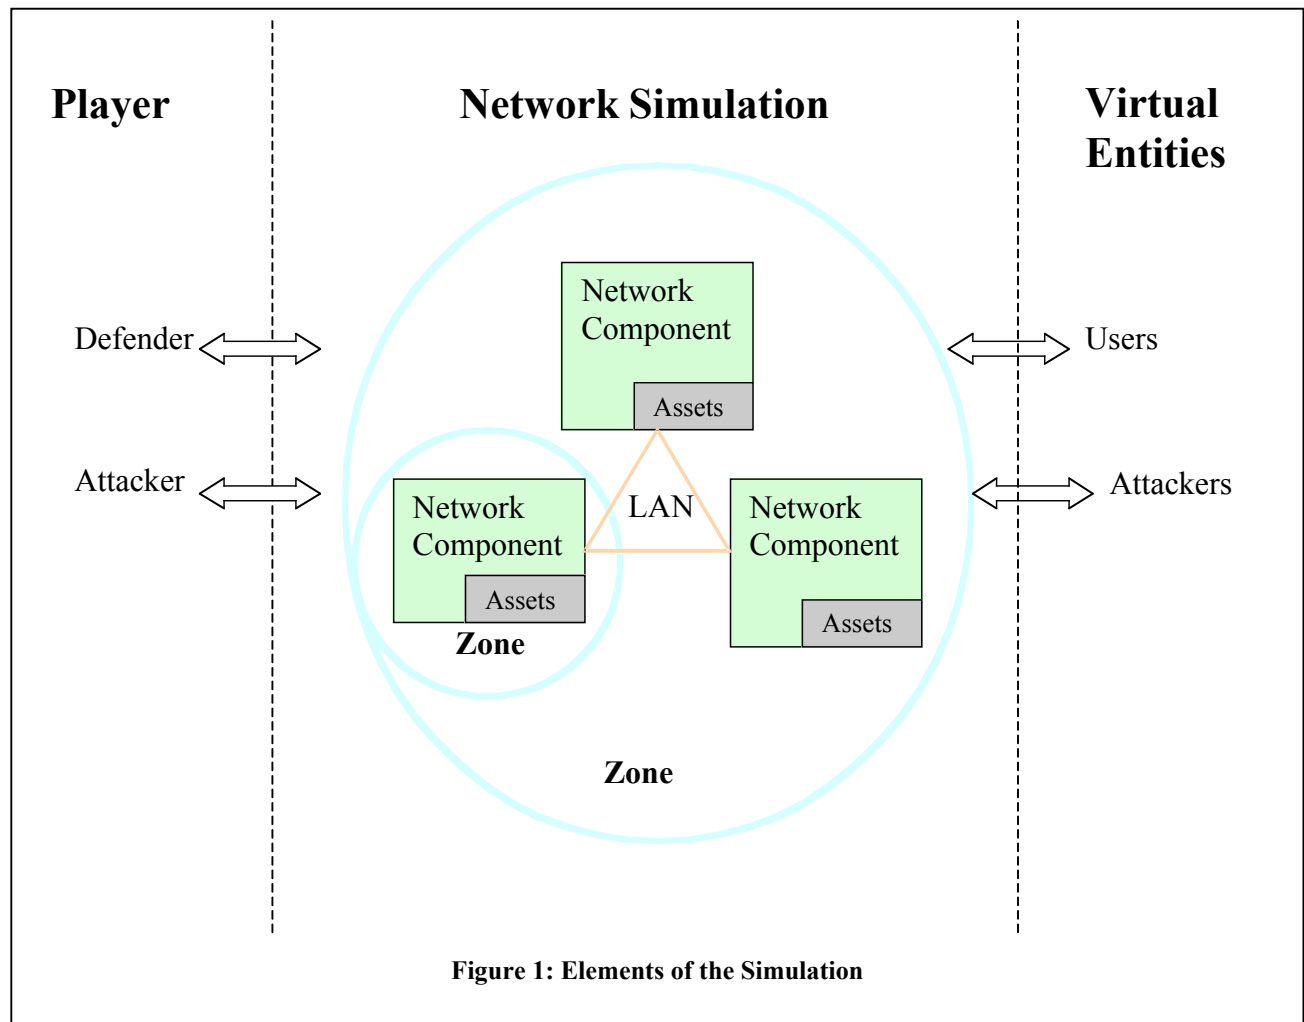 Player
Network Simulation
Virtual
Entities
Network
Component
Assets
Defender
Users
Attacker
Attackers
Network
Component
Assets
Zone
LAN
Network
Component
Assets
Zone
Figure 1: Elements of the Simulation